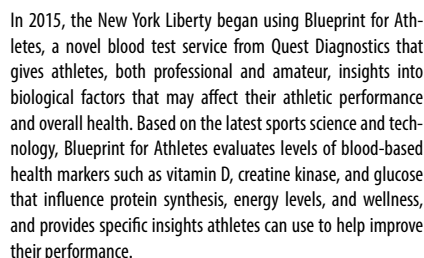 In 2015, the New York Liberty began using Blueprint for Ath-
letes, a novel blood test service from Quest Diagnostics that
gives athletes, both professional and amateur, insights into
biological factors that may affect their athletic performance
and overall health. Based on the latest sports science and tech-
nology, Blueprint for Athletes evaluates levels of blood-based
health markers such as vitamin D, creatine kinase, and glucose
that influence protein synthesis, energy levels, and wellness,
and provides specific insights athletes can use to help improve
their performance.